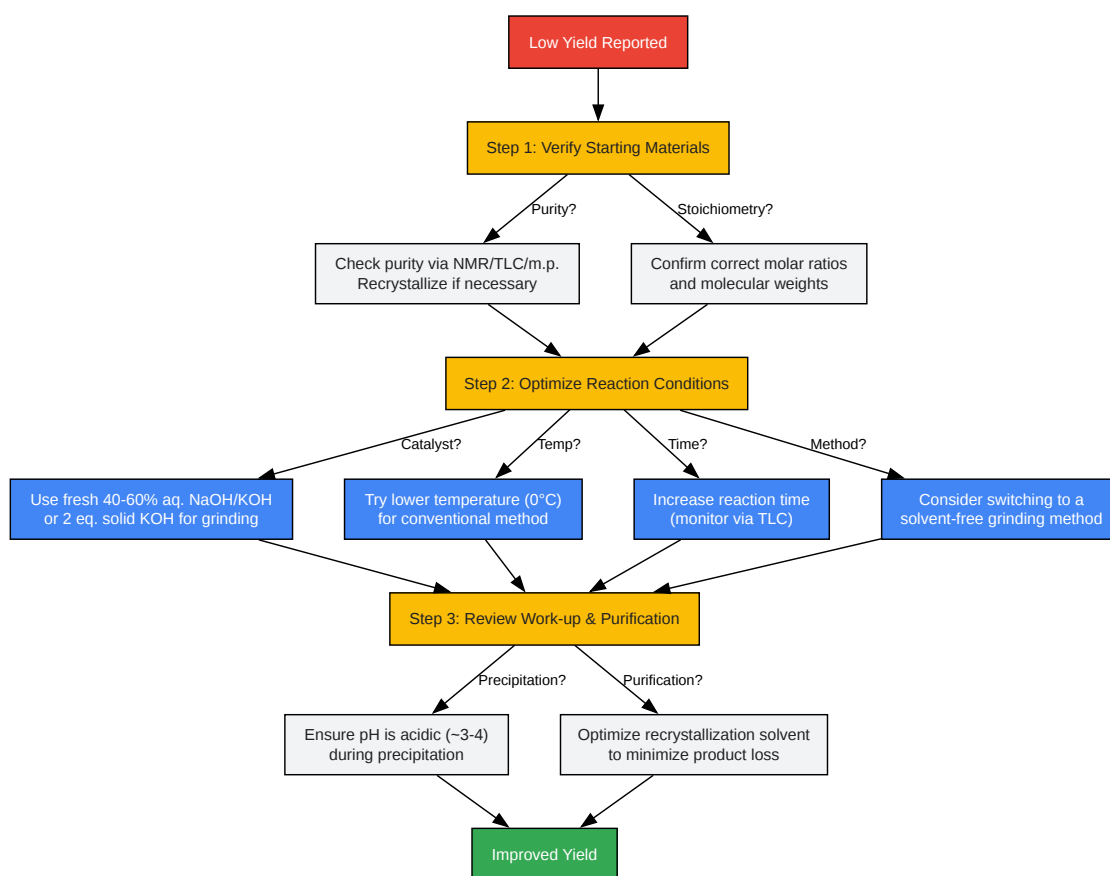 Low Yield Reported
Step 1: Verify Starting Materials
Purity?
Stoichiometry?
Check purity via NMR/TLC/m.p.
Recrystallize if necessary
Confirm correct molar ratios
and molecular weights
Step 2: Optimize Reaction Conditions
Catalyst?
Temp?
Time?
Method?
Use fresh 40-60% aq. NaOH/KOH
or 2 eq. solid KOH for grinding
Try lower temperature (0°C)
for conventional method
Increase reaction time
(monitor via TLC)
Consider switching to a
solvent-free grinding method
Step 3: Review Work-up & Purification
Precipitation?
Purification?
Ensure pH is acidic (~3-4)
during precipitation
Optimize recrystallization solvent
to minimize product loss
Improved Yield